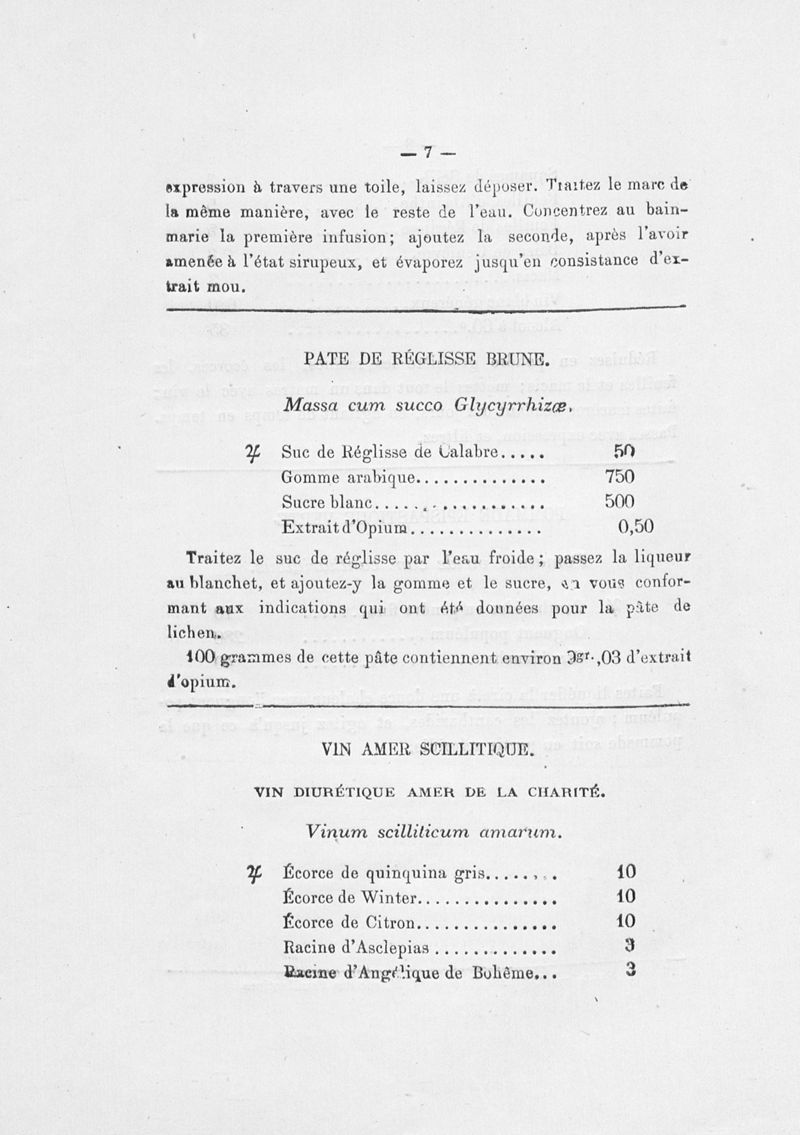 — 7 —
expression à travers une toile, laissez déposer. Traitez le marc de
la même manière, avec le reste de l'eau. Concentrez au bain-
marie la première infusion; ajoutez la seconde, après l'avoir
amenée à l'état sirupeux, et évaporez jusqu'en consistance d'ex-
trait mou.
PATE DE RÉGLISSE BRUNE.
Massa cum succo Glycyrrhizæ.
♃ Suc de Réglisse de Calabre..... 50
Gomme arabique.............. 750
Sucre blanc.................. 500
Extrait d'Opium.............. 0,50
Traitez le suc de réglisse par l'eau froide; passez la liqueur
au blanchet, et ajoutez-y la gomme et le sucre, en vous confor-
mant aux indications qui ont été données pour la pâte de
lichen.
100 grammes de cette pâte contiennent environ 0gr.,03 d'extrait
d'opium.
VIN AMER SCILLITIQUE.
VIN DIURÉTIQUE AMER DE LA CHARITÉ.
Vinum scilliticum amarum.
♃ Écorce de quinquina gris........ 10
Écorce de Winter............... 10
Écorce de Citron............... 10
Racine d'Asclepias............. 3
Racine d'Angélique de Bohême... 3